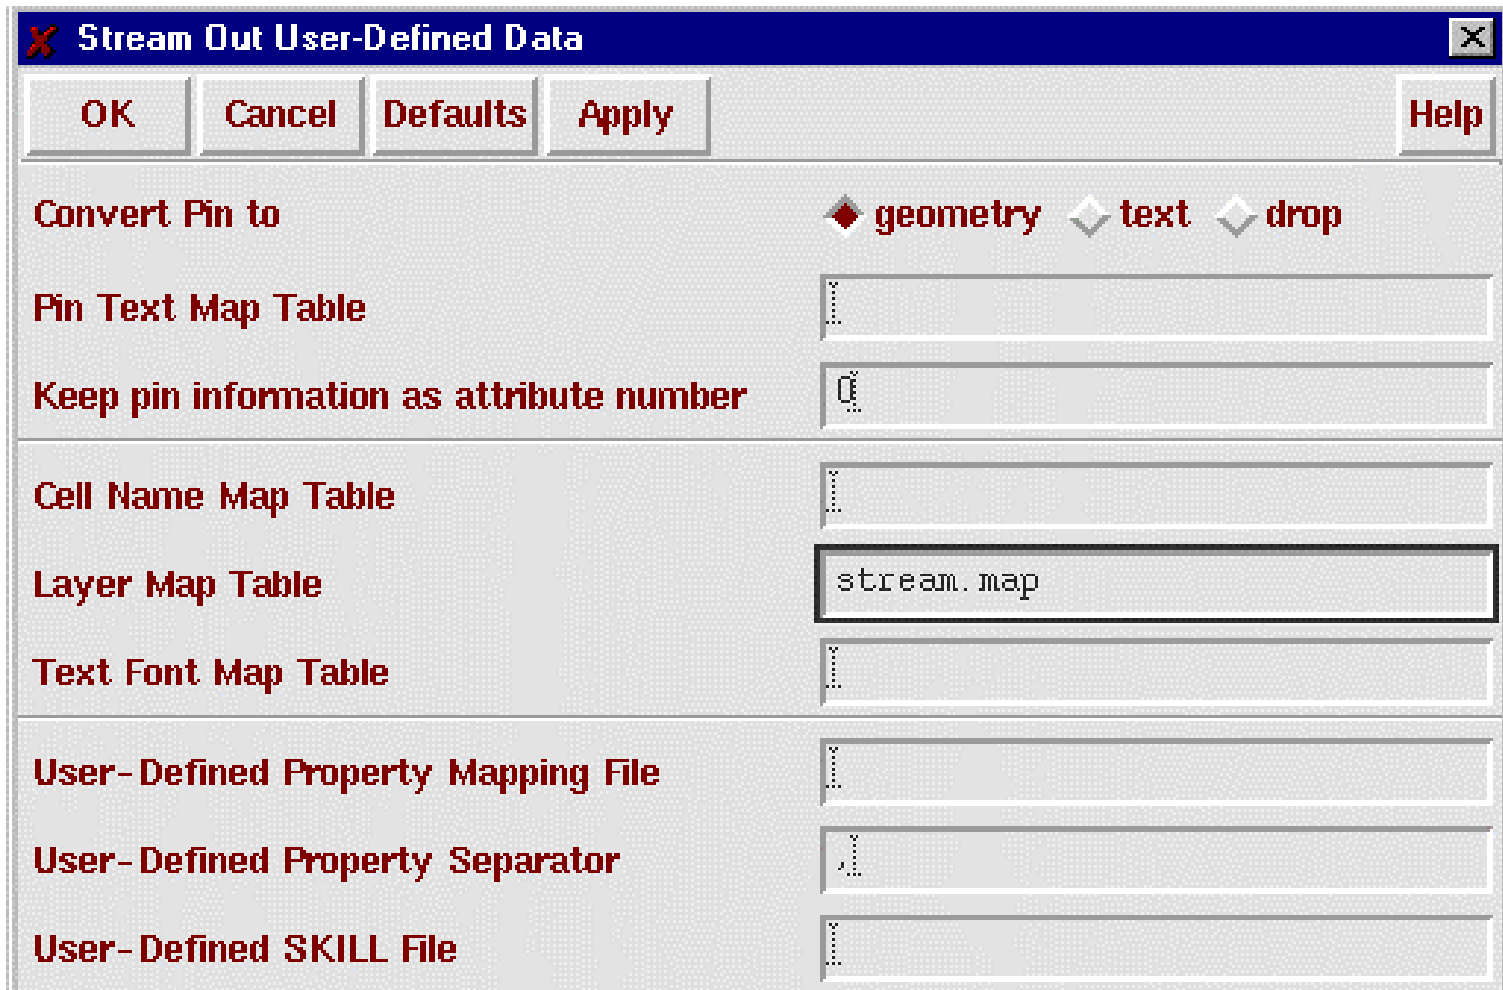 Stream Out User-Defined Data
OK Cancel Defaults Apply Help
Convert Pin to geometry text drop
Pin Text Map Table
Keep pin information as attribute number 0
Cell Name Map Table
Layer Map Table stream.map
Text Font Map Table
User-Defined Property Mapping File
User-Defined Property Separator ,
User-Defined SKILL File